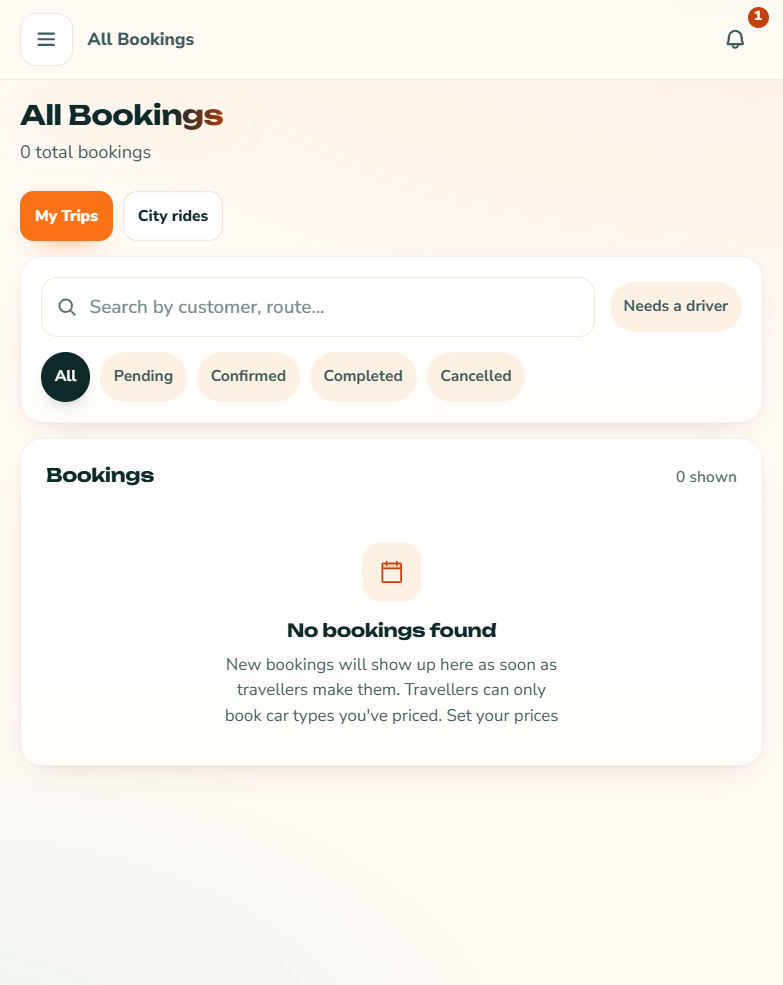 All Bookings
1
All Bookings
0 total bookings
My Trips
City rides
Search by customer, route...
Needs a driver
All
Pending
Confirmed
Completed
Cancelled
Bookings
0 shown
No bookings found
New bookings will show up here as soon as
travellers make them. Travellers can only
book car types you've priced. Set your prices